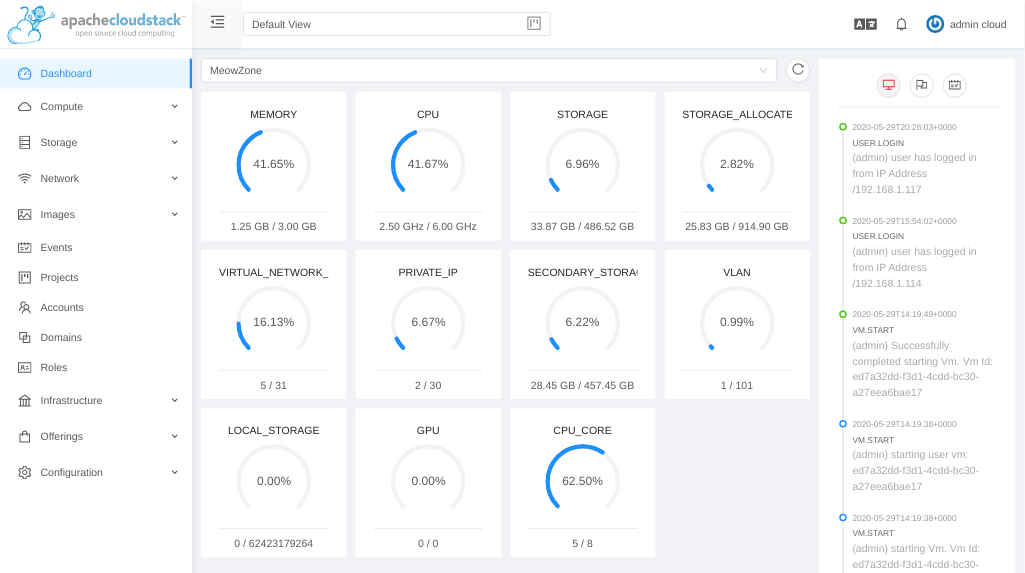 apachecloudstack™
open source cloud computing
Default View
admin cloud
Dashboard
Compute
Storage
Network
Images
Events
Projects
Accounts
Domains
Roles
Infrastructure
Offerings
Configuration
MeowZone
MEMORY
41.65%
1.25 GB / 3.00 GB
CPU
41.67%
2.50 GHz / 6.00 GHz
STORAGE
6.96%
33.87 GB / 486.52 GB
STORAGE_ALLOCATE
2.82%
25.83 GB / 914.90 GB
VIRTUAL_NETWORK_
16.13%
5 / 31
PRIVATE_IP
6.67%
2 / 30
SECONDARY_STORA
6.22%
28.45 GB / 457.45 GB
VLAN
0.99%
1 / 101
LOCAL_STORAGE
0.00%
0 / 62423179264
GPU
0.00%
0 / 0
CPU_CORE
62.50%
5 / 8
2020-05-29T20:26:03+0000
USER.LOGIN
(admin) user has logged in
from IP Address
/192.168.1.117
2020-05-29T15:54:02+0000
USER.LOGIN
(admin) user has logged in
from IP Address
/192.168.1.114
2020-05-29T14:19:49+0000
VM.START
(admin) Successfully
completed starting Vm. Vm Id:
ed7a32dd-f3d1-4cdd-bc30-
a27eea6bae17
2020-05-29T14:19:38+0000
VM.START
(admin) starting user vm:
ed7a32dd-f3d1-4cdd-bc30-
a27eea6bae17
2020-05-29T14:19:38+0000
VM.START
(admin) starting Vm. Vm Id:
ed7a32dd-f3d1-4cdd-bc30-